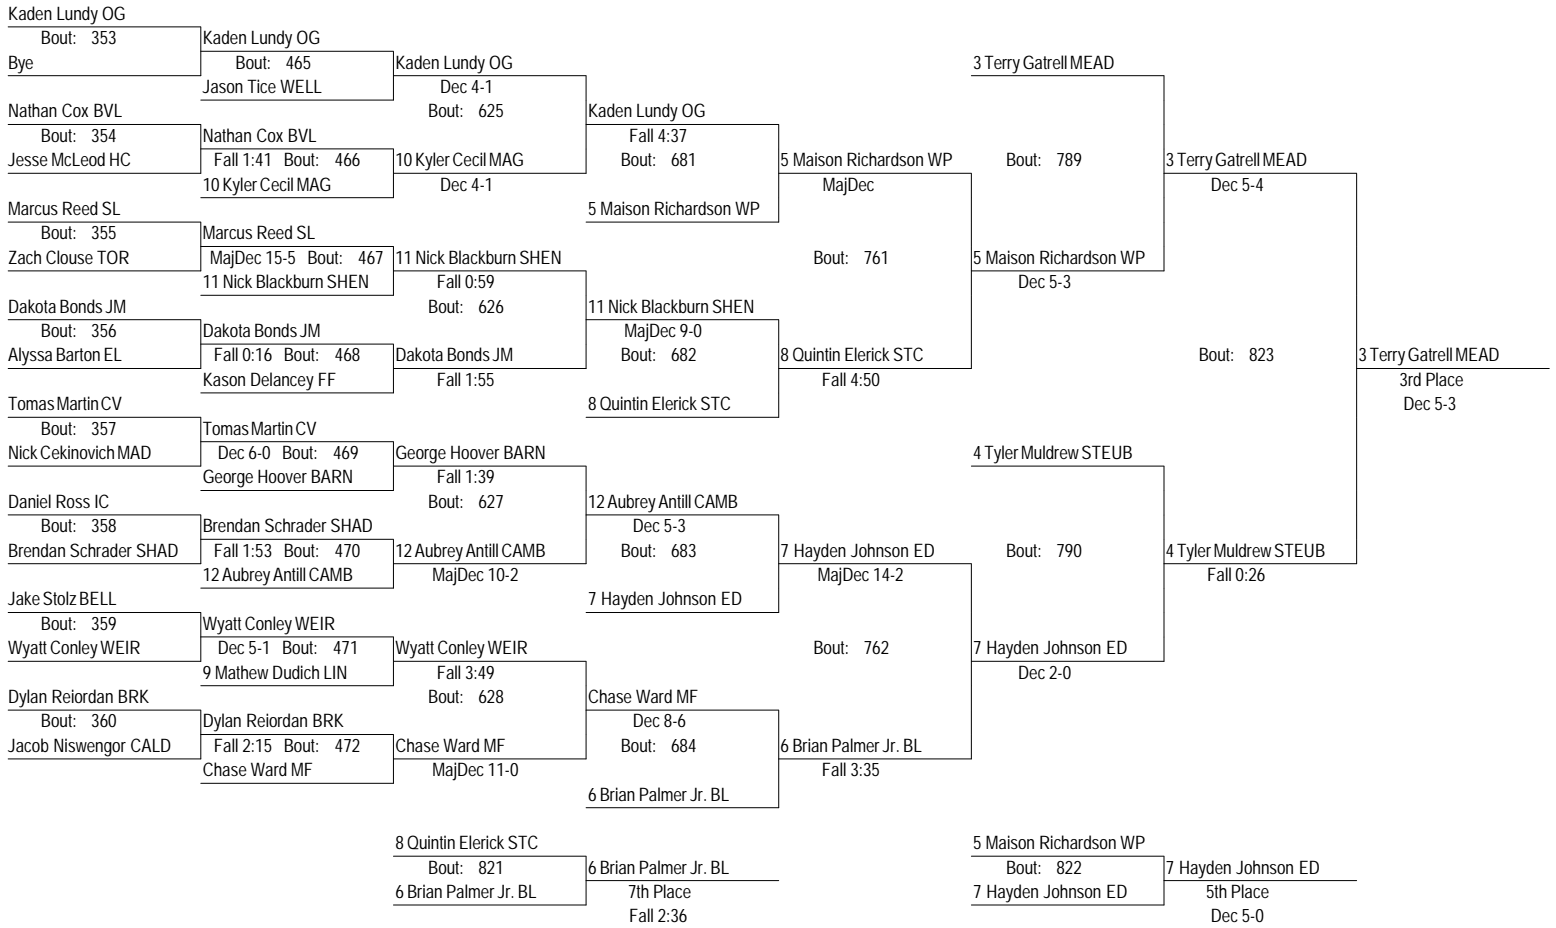 Kaden Lundy OG
Bout: 353
Bye
Nathan Cox BVL
Bout: 354
Jesse McLeod HC
Marcus Reed SL
Bout: 355
Zach Clouse TOR
Dakota Bonds JM
Bout: 356
Alyssa Barton EL
Tomas Martin CV
Bout: 357
Nick Cekinovich MAD
Daniel Ross IC
Bout: 358
Brendan Schrader SHAD
Jake Stolz BELL
Bout: 359
Wyatt Conley WEIR
Dylan Reiordan BRK
Bout: 360
Jacob Niswengor CALD
Kaden Lundy OG
Bout: 465
Jason Tice WELL
Nathan Cox BVL
Fall 1:41 Bout: 466
10 Kyler Cecil MAG
Marcus Reed SL
MajDec 15-5 Bout: 467
11 Nick Blackburn SHEN
Dakota Bonds JM
Fall 0:16 Bout: 468
Kason Delancey FF
Tomas Martin CV
Dec 6-0 Bout: 469
George Hoover BARN
Brendan Schrader SHAD
Fall 1:53 Bout: 470
12 Aubrey Antill CAMB
Wyatt Conley WEIR
Dec 5-1 Bout: 471
9 Mathew Dudich LIN
Dylan Reiordan BRK
Fall 2:15 Bout: 472
Chase Ward MF
Kaden Lundy OG
Dec 4-1
Bout: 625
10 Kyler Cecil MAG
Dec 4-1
11 Nick Blackburn SHEN
Fall 0:59
Bout: 626
Dakota Bonds JM
Fall 1:55
George Hoover BARN
Fall 1:39
Bout: 627
12 Aubrey Antill CAMB
MajDec 10-2
Wyatt Conley WEIR
Fall 3:49
Bout: 628
Chase Ward MF
MajDec 11-0
Kaden Lundy OG
Fall 4:37
Bout: 681
5 Maison Richardson WP
11 Nick Blackburn SHEN
MajDec 9-0
Bout: 682
8 Quintin Elerick STC
12 Aubrey Antill CAMB
Dec 5-3
Bout: 683
7 Hayden Johnson ED
Chase Ward MF
Dec 8-6
Bout: 684
6 Brian Palmer Jr. BL
5 Maison Richardson WP
MajDec
Bout: 761
8 Quintin Elerick STC
Fall 4:50
7 Hayden Johnson ED
MajDec 14-2
Bout: 762
6 Brian Palmer Jr. BL
Fall 3:35
3 Terry Gatrell MEAD
Bout: 789
5 Maison Richardson WP
Dec 5-3
4 Tyler Muldrew STEUB
Bout: 790
7 Hayden Johnson ED
Dec 2-0
3 Terry Gatrell MEAD
Dec 5-4
Bout: 823
4 Tyler Muldrew STEUB
Fall 0:26
3 Terry Gatrell MEAD
3rd Place
Dec 5-3
8 Quintin Elerick STC
Bout: 821
6 Brian Palmer Jr. BL
6 Brian Palmer Jr. BL
7th Place
Fall 2:36
5 Maison Richardson WP
Bout: 822
7 Hayden Johnson ED
7 Hayden Johnson ED
5th Place
Dec 5-0